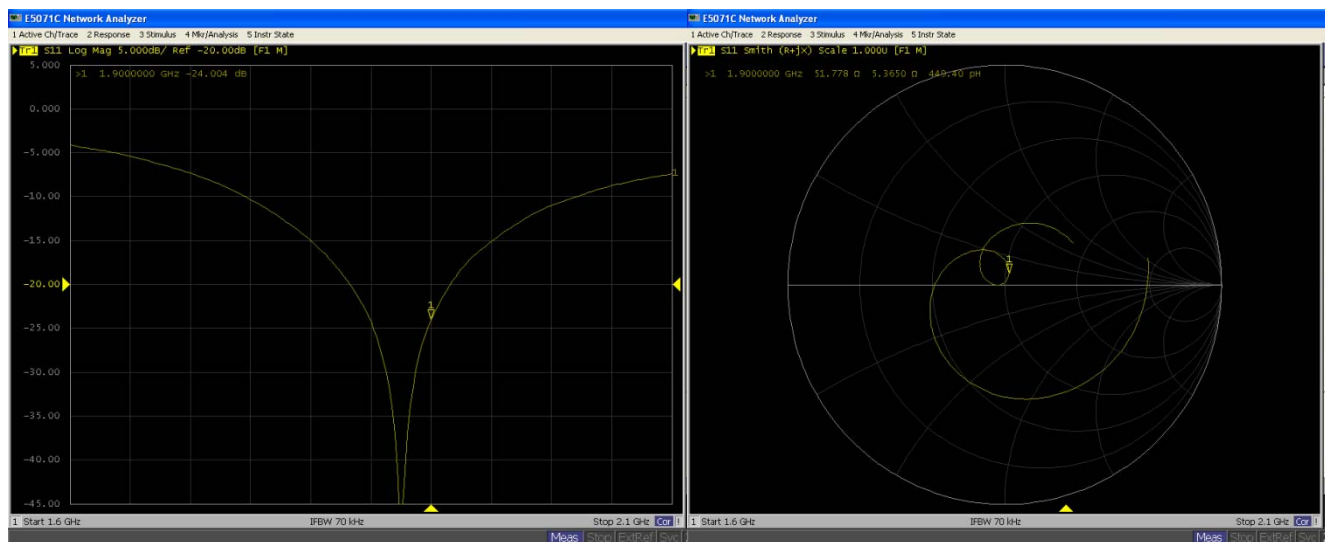 E5071C Network Analyzer
1 Active Ch/Trace 2 Response 3 Stimulus 4 Mkr/Analysis 5 Instr State
Tr1 S11 Log Mag 5.000dB/ Ref -20.00dB [F1 M]
5.000
>1 1.9000000 GHz -24.004 dB
0.000
-5.000
1
-10.00
-15.00
-20.00
1
-25.00
-30.00
-35.00
-40.00
-45.00
1 Start 1.6 GHz IFBW 70 kHz Stop 2.1 GHz Cor !
Meas Stop ExtRef Svc
E5071C Network Analyzer
1 Active Ch/Trace 2 Response 3 Stimulus 4 Mkr/Analysis 5 Instr State
Tr1 S11 Smith (R+jX) Scale 1.000U [F1 M]
>1 1.9000000 GHz 51.778 Ω 5.3650 Ω 449.40 pH
1
1 Start 1.6 GHz IFBW 70 kHz Stop 2.1 GHz Cor !
Meas Stop ExtRef Svc